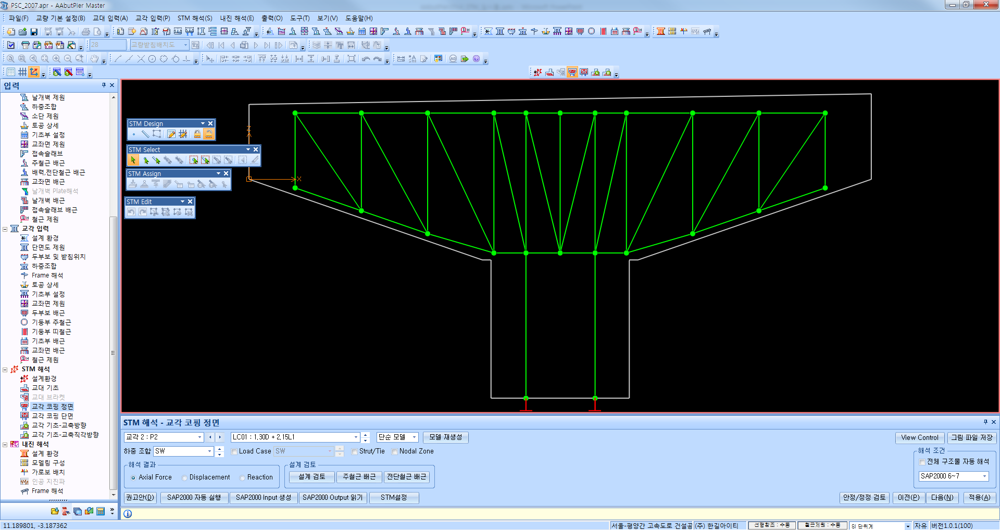 PSC_2007.apr - AAbutPier Master
파일(F) 교량 기본 설정(B) 교대 입력(A) 교각 입력(P) STM 해석(S) 내진 해석(E) 출력(O) 도구(T) 보기(V) 도움말(H)
28 교량받침배치도
입력
날개벽 제원
하중조합
소단 제원
토공 상세
기초부 설정
교좌면 제원
접속슬래브
주철근 배근
배력,전단철근 배근
교좌면 배근
날개벽 Plate해석
날개벽 배근
접속슬래브 배근
철근 제원
교각 입력
설계 환경
단면도 제원
두부보 및 받침위치
하중조합
Frame 해석
토공 상세
기초부 설정
교좌면 제원
두부보 배근
기둥부 주철근
기둥부 띠철근
기초부 배근
교좌면 배근
철근 제원
STM 해석
설계환경
교대 기초
교대 브라켓
교각 코핑 정면
교각 코핑 단면
교각 기초-교축방향
교각 기초-교축직각방향
내진 해석
설계 환경
모델링 구성
가로보 배치
인공 지진파
Frame 해석
STM Design
STM Select
STM Assign
STM Edit
Z
X
STM 해석 - 교각 코핑 정면
교각 2 : P2 LC01 : 1,30D + 2,15L1 단순 모델 모델 재생성 View Control 그림 파일 저장
하중 조합 SW Load Case SW Strut/Tie Nodal Zone
해석 조건
전체 구조물 자동 해석
SAP2000 6~7
해석 결과
Axial Force Displacement Reaction
설계 검토
설계 검토 주철근 배근 전단철근 배근
권고안(D) SAP2000 자동 실행 SAP2000 Input 생성 SAP2000 Output 읽기 STM설정 안정/정정 검토 이전(P) 다음(N) 적용(A)
11.189801, -3.187362 서울-평양간 고속도로 건설공 (주) 한길아이티 선형참조 : 수동 철근제원 : 수동 SI 단위계 자유 버전1.0.1(100)